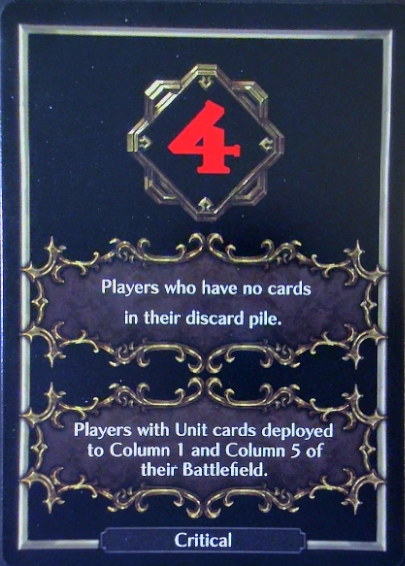 4
Players who have no cards
in their discard pile.
Players with Unit cards deployed
to Column 1 and Column 5 of
their Battlefield.
Critical